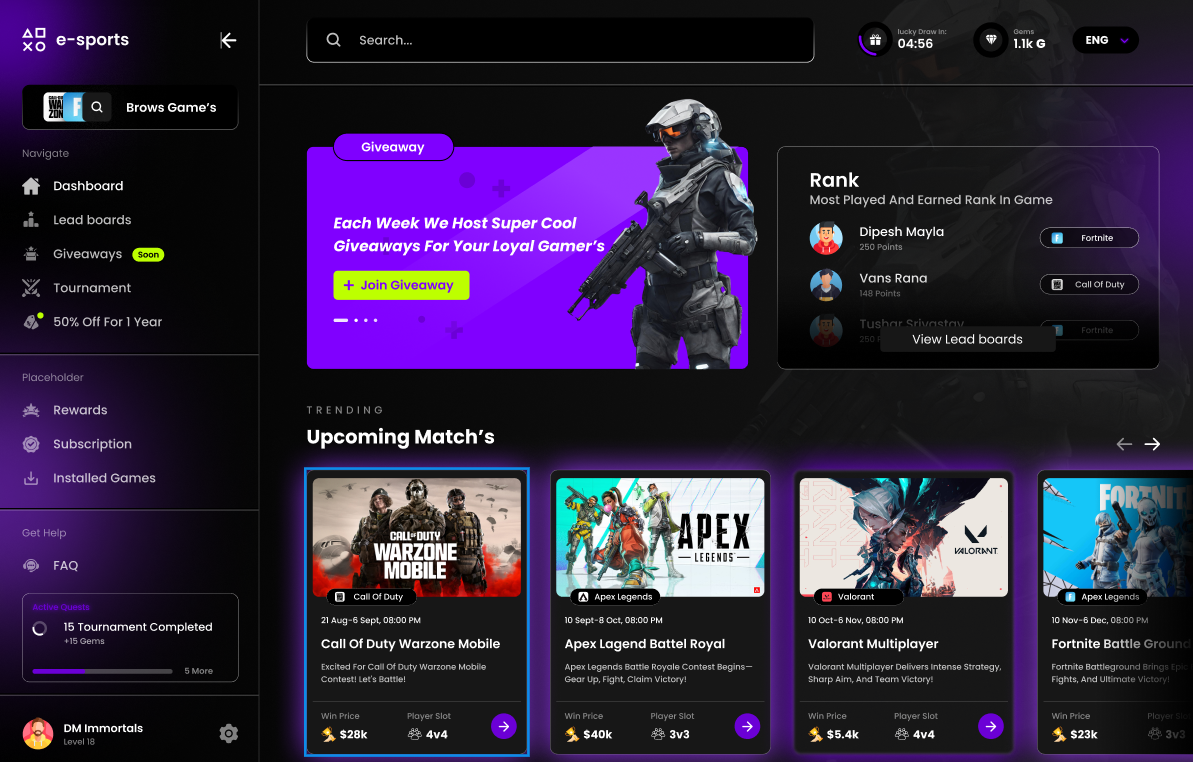 e-sports
Search...
lucky Draw In:
04:56
Gems
1.1k G
ENG
CALL OF DUTY
WAR
ZONE
Brows Game's
Navigate
Dashboard
Lead boards
Giveaways Soon
Tournament
50% Off For 1 Year
Placeholder
Rewards
Subscription
Installed Games
Get Help
FAQ
Active Quests
15 Tournament Completed
+15 Gems
5 More
DM Immortals
Level 18
Giveaway
Each Week We Host Super Cool
Giveaways For Your Loyal Gamer's
+ Join Giveaway
Rank
Most Played And Earned Rank In Game
Dipesh Mayla
250 Points
Fortnite
Vans Rana
148 Points
Call Of Duty
Tushar Srivastav
250
Fortnite
View Lead boards
TRENDING
Upcoming Match's
CALL OF DUTY
WARZONE
MOBILE
Call Of Duty
21 Aug-6 Sept, 08:00 PM
Call Of Duty Warzone Mobile
Excited For Call Of Duty Warzone Mobile
Contest! Let's Battle!
Win Price
$28k
Player Slot
4v4
APEX
LEGENDS
Apex Legends
10 Sept-8 Oct, 08:00 PM
Apex Lagend Battel Royal
Apex Legends Battle Royale Contest Begins—
Gear Up, Fight, Claim Victory!
Win Price
$40k
Player Slot
3v3
VALORANT
Valorant
10 Oct-6 Nov, 08:00 PM
Valorant Multiplayer
Valorant Multiplayer Delivers Intense Strategy,
Sharp Aim, And Team Victory!
Win Price
$5.4k
Player Slot
4v4
FORTNIT
Apex Legends
10 Nov-6 Dec, 08:00 PM
Fortnite Battle Ground
Fortnite Battleground Brings Epic
Fights, And Ultimate Victory!
Win Price
$23k
Player Slot
3v3